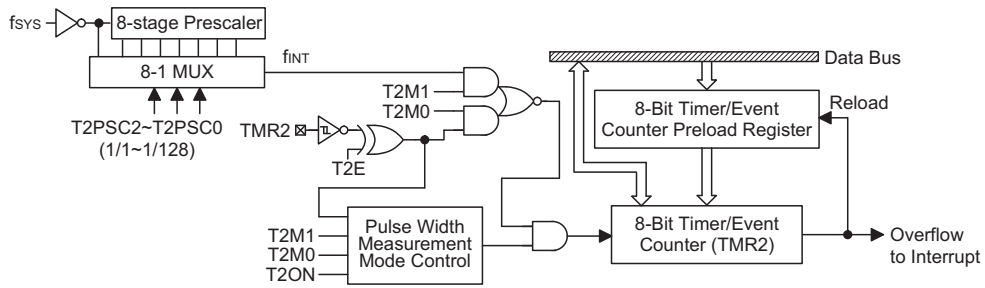 fSYS
8-stage Prescaler
8-1 MUX
T2PSC2~T2PSC0
(1/1~1/128)
fINT
T2M1
T2M0
TMR2
T2E
T2M1
T2M0
T2ON
Pulse Width
Measurement
Mode Control
Data Bus
8-Bit Timer/Event
Counter Preload Register
Reload
8-Bit Timer/Event
Counter (TMR2)
Overflow
to Interrupt